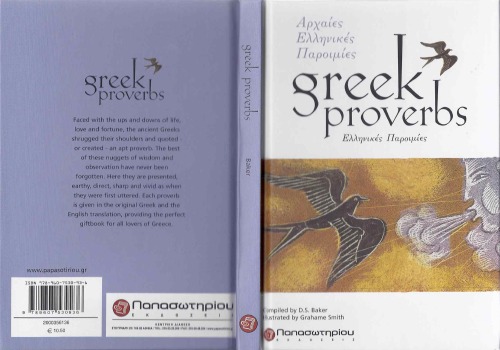 greek
proverbs
Faced with the ups and downs of life,
love and fortune, the ancient Greeks
shrugged their shoulders and quoted -
or created - an apt proverb. The best
of these nuggets of wisdom and
observation have never been
forgotten. Here they are presented,
earthy, direct, sharp and vivid as when
they were first uttered. Each proverb
is given in the original Greek and the
English translation, providing the perfect
giftbook for all lovers of Greece.
www.papasotiriou.gr
€ 10.60
greek proverbs
Baker
Αρχαίες
Ελληνικές
Παροιμίες
greek
proverbs
Ελληνικές Παροιμίες
Compiled by D.S. Baker
Illustrated by Grahame Smith
Παπασωτηρίου
ΕΚΔΟΣΕΙΣ
Παπασωτηρίου
ΕΚΔΟΣΕΙΣ